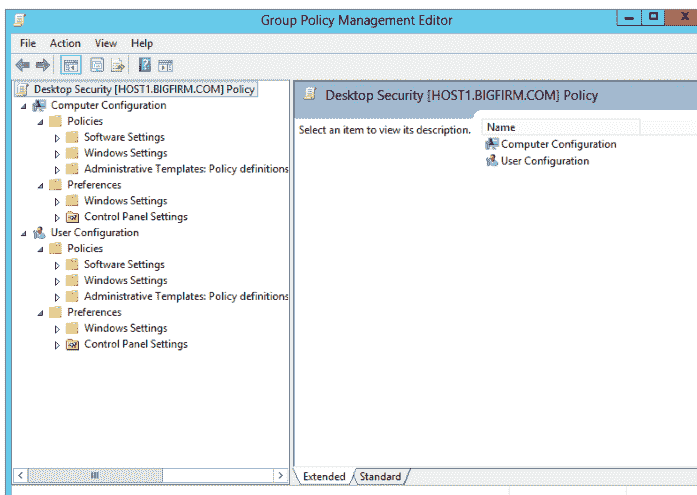 Group Policy Management Editor
File Action View Help
Desktop Security [HOST1.BIGFIRM.COM] Policy
Computer Configuration
Policies
Software Settings
Windows Settings
Administrative Templates: Policy definitions
Preferences
Windows Settings
Control Panel Settings
User Configuration
Policies
Software Settings
Windows Settings
Administrative Templates: Policy definitions
Preferences
Windows Settings
Control Panel Settings
Desktop Security [HOST1.BIGFIRM.COM] Policy
Select an item to view its description.
Name
Computer Configuration
User Configuration
Extended Standard